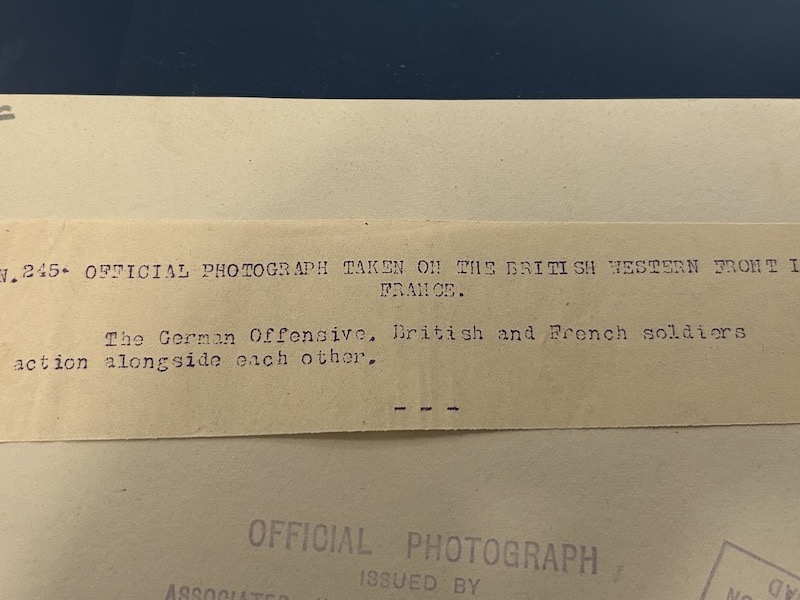 N.245. OFFICIAL PHOTOGRAPH TAKEN ON THE BRITISH WESTERN FRONT I
FRANCE.
The German Offensive. British and French soldiers
action alongside each other.
---
OFFICIAL PHOTOGRAPH
ISSUED BY
ASSOCIATED